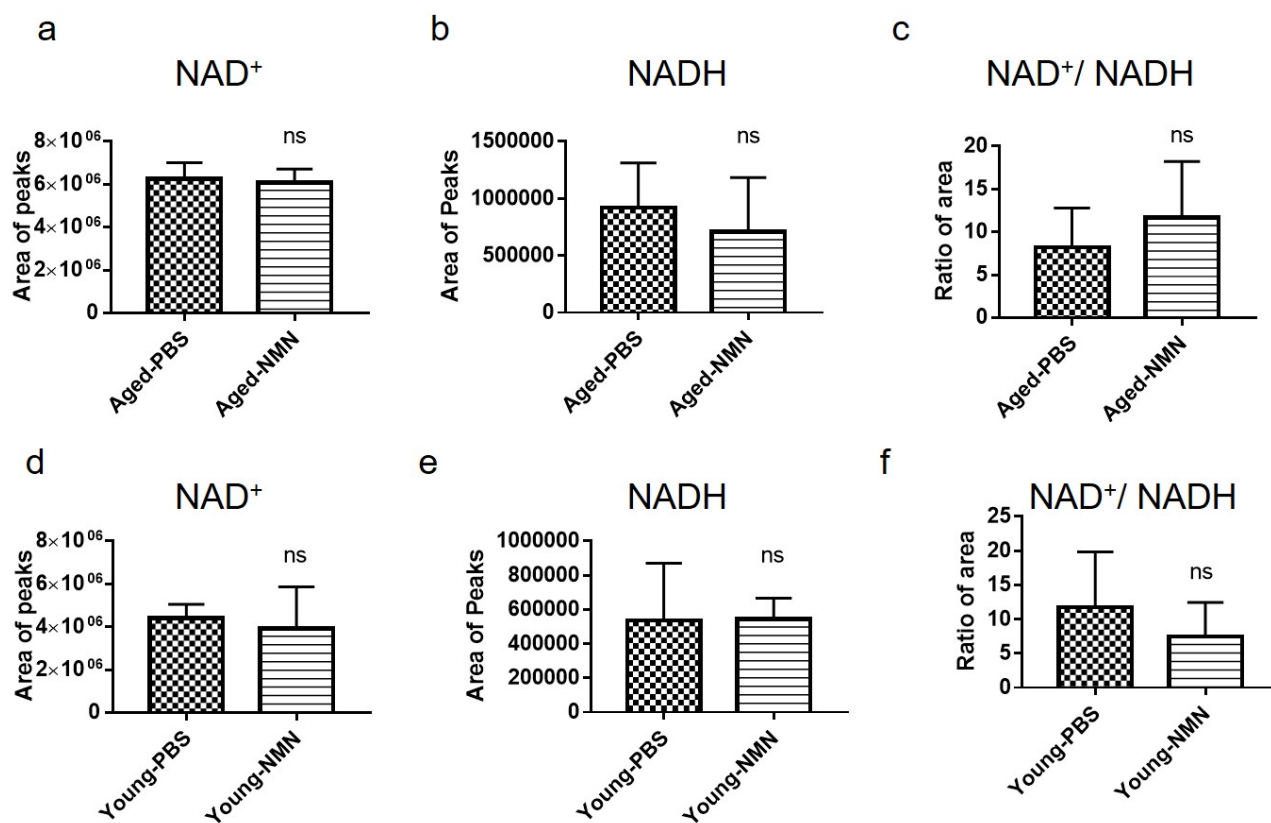 a
NAD⁺
Area of peaks
8×10⁰⁶
6×10⁰⁶
4×10⁰⁶
2×10⁰⁶
0
ns
Aged-PBS
Aged-NMN
b
NADH
Area of Peaks
1500000
1000000
500000
0
ns
Aged-PBS
Aged-NMN
c
NAD⁺/ NADH
Ratio of area
20
15
10
5
0
ns
Aged-PBS
Aged-NMN
d
NAD⁺
Area of peaks
8×10⁰⁶
6×10⁰⁶
4×10⁰⁶
2×10⁰⁶
0
ns
Young-PBS
Young-NMN
e
NADH
Area of Peaks
1000000
800000
600000
400000
200000
0
ns
Young-PBS
Young-NMN
f
NAD⁺/ NADH
Ratio of area
25
20
15
10
5
0
ns
Young-PBS
Young-NMN